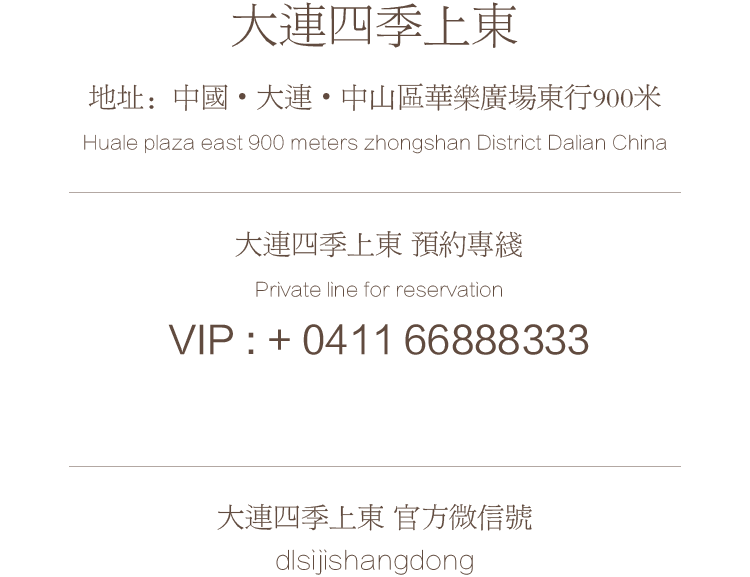 大連四季上東
地址：中國·大連·中山區華樂廣場東行900米
Huale plaza east 900 meters zhongshan District Dalian China
大連四季上東 預約專綫
Private line for reservation
VIP : + 0411 66888333
大連四季上東 官方微信號
dlsijishangdong